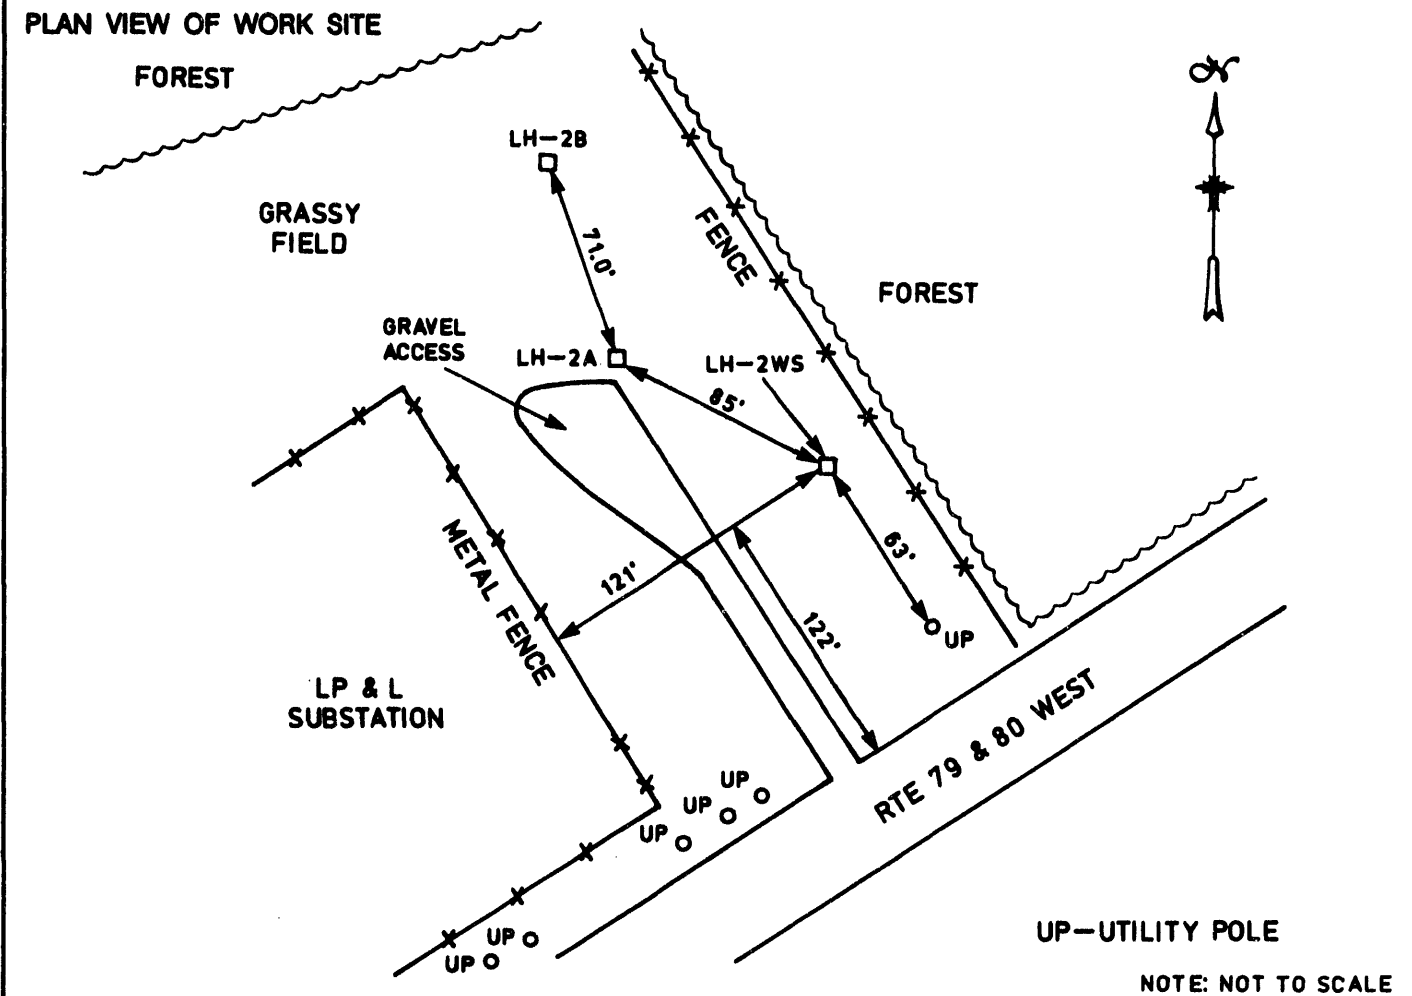 PLAN VIEW OF WORK SITE
FOREST
N
LH-2B
GRASSY
FIELD
71.0'
FENCE
FOREST
GRAVEL
ACCESS
LH-2A
LH-2WS
85'
METAL FENCE
121'
63'
122'
UP
LP & L
SUBSTATION
RTE 79 & 80 WEST
UP
UP
UP
UP
UP
UP-UTILITY POLE
NOTE: NOT TO SCALE